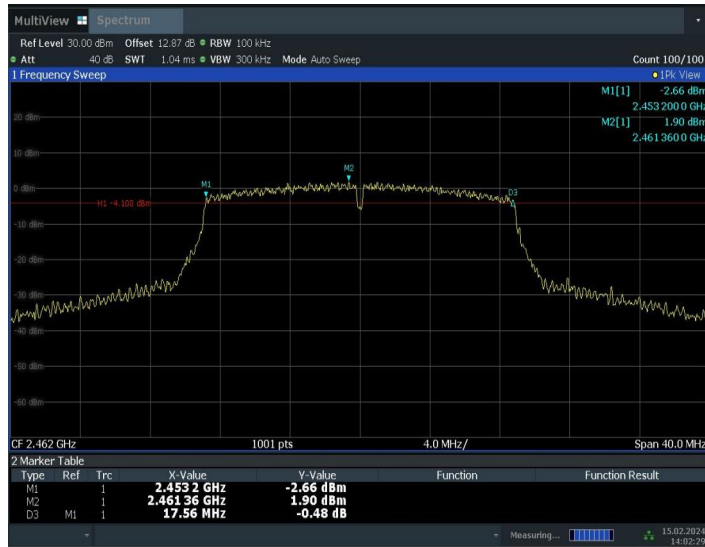 MultiView Spectrum
Ref Level 30.00 dBm Offset 12.87 dB RBW 100 kHz
Att 40 dB SWT 1.04 ms VBW 300 kHz Mode Auto Sweep Count 100/100
1 Frequency Sweep 1Pk View
M1[1] -2.66 dBm
2.453 200 0 GHz
20 dBm M2[1] 1.90 dBm
2.461 360 0 GHz
10 dBm
M2
0 dBm M1 D3
H1 -4.100 dBm
-10 dBm
-20 dBm
-30 dBm
-40 dBm
-50 dBm
-60 dBm
CF 2.462 GHz 1001 pts 4.0 MHz/ Span 40.0 MHz
2 Marker Table
Type Ref Trc X-Value Y-Value Function Function Result
M1 1 2.453 2 GHz -2.66 dBm
M2 1 2.461 36 GHz 1.90 dBm
D3 M1 1 17.56 MHz -0.48 dB
Measuring... 15.02.2024
14:02:29